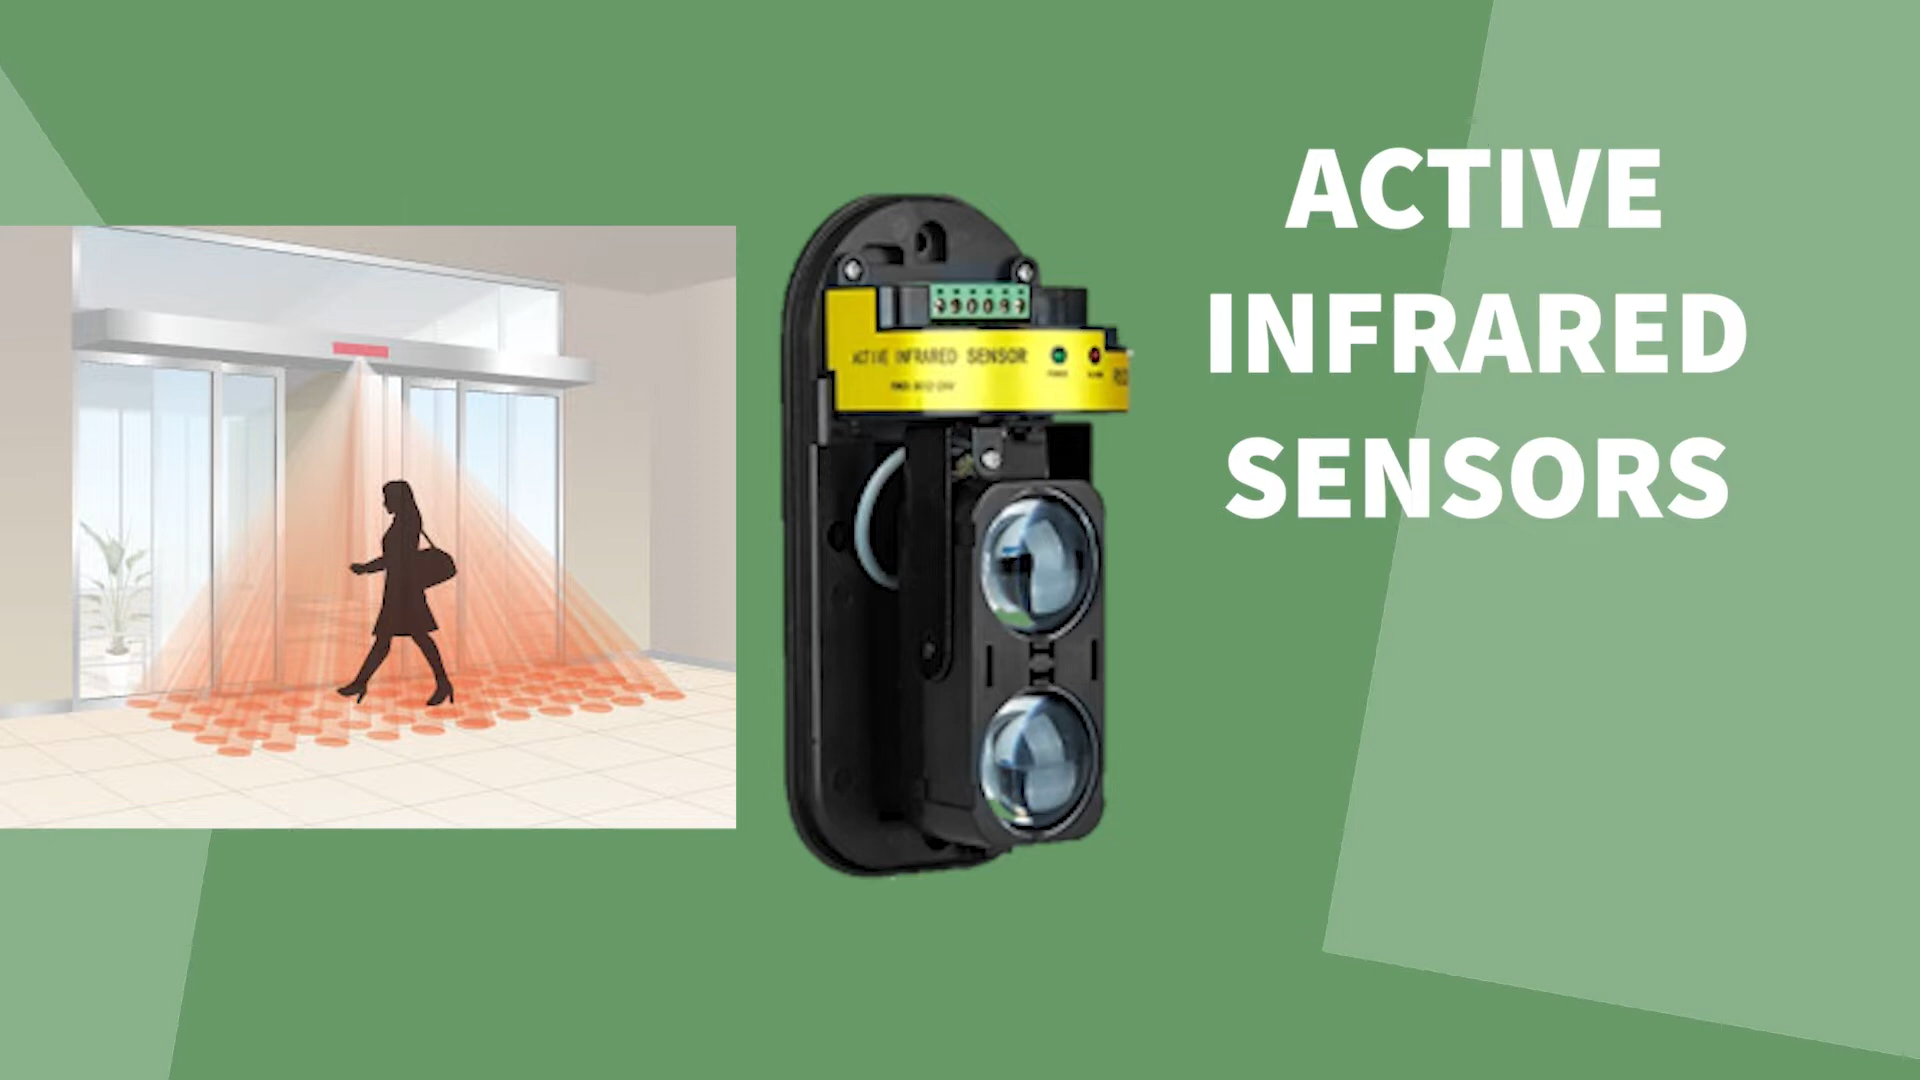 ACTIVE
INFRARED
SENSORS
ACTIVE INFRARED SENSOR